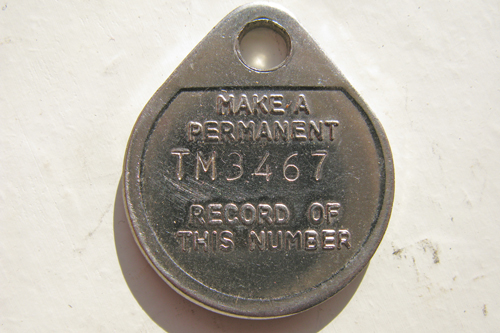 MAKE A
PERMANENT
TM3467
RECORD OF
THIS NUMBER